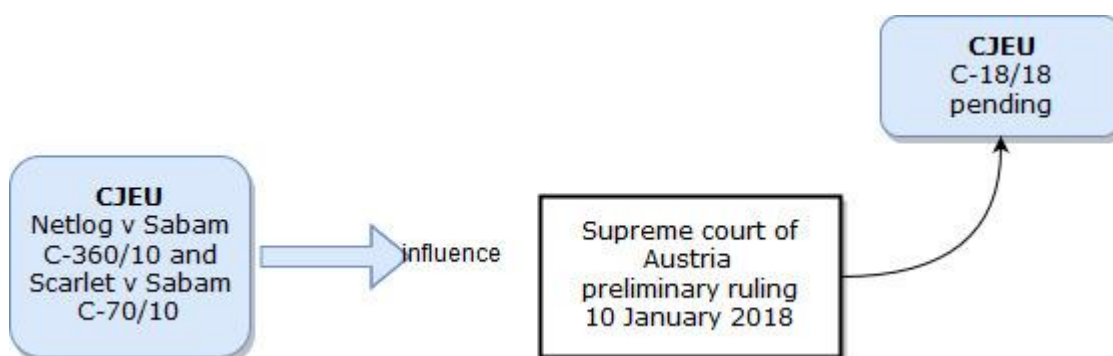 CJEU
C-18/18
pending
CJEU
Netlog v Sabam
C-360/10 and
Scarlet v Sabam
C-70/10
influence
Supreme court of
Austria
preliminary ruling
10 January 2018